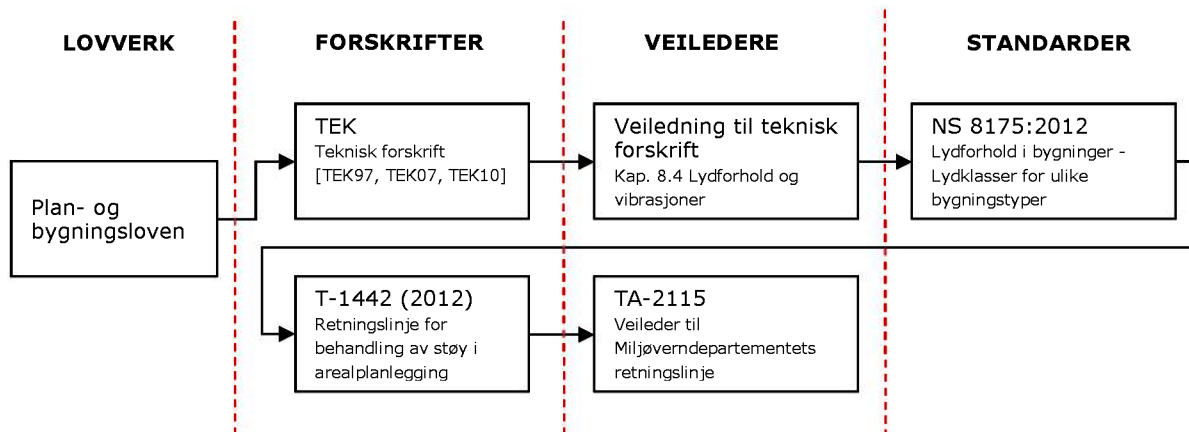 LOVVERK
FORSKRIFTER
VEILEDERE
STANDARDER
Plan- og
bygningsloven
TEK
Teknisk forskrift
[TEK97, TEK07, TEK10]
Veiledning til teknisk
forskrift
Kap. 8.4 Lydforhold og
vibrasjoner
NS 8175:2012
Lydforhold i bygninger -
Lydklasser for ulike
bygningstyper
T-1442 (2012)
Retningslinje for
behandling av støy i
arealplanlegging
TA-2115
Veileder til
Miljøverndepartementets
retningslinje